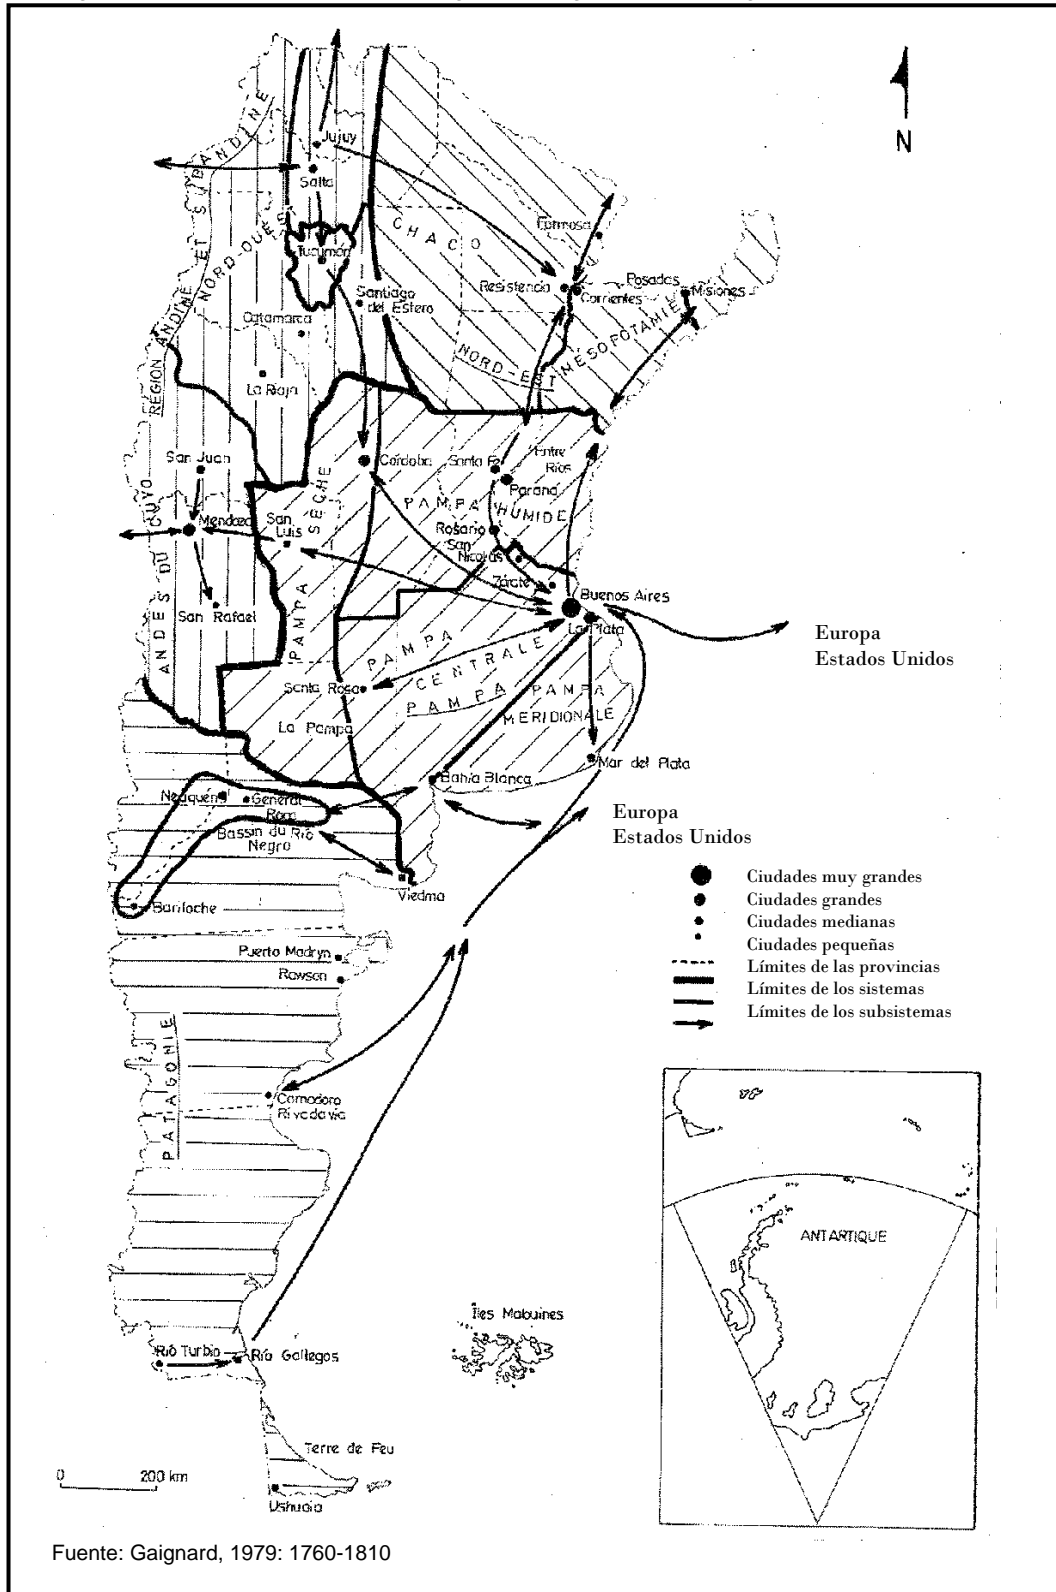 N
Jujuy
Salta
Tucumán
RÉGION ANDINE ET SUBANDINE
NORD-OUEST
CHACO
Formosa
Resistencia
Corrientes
Posadas
Misiones
Santiago
del Estero
Catamarca
La Rioja
NORD-EST
MESOPOTAMIE
San Juan
Mendoza
San
Luis
San Rafael
ANDES DU CUYO
PAMPA SECHE
Córdoba
Santa Fe
Entre
Ríos
Paraná
PAMPA HUMIDE
Rosario
San
Nicolás
Zárate
Buenos Aires
La Plata
Europa
Estados Unidos
PAMPA
CENTRALE
Santa Rosa
PAMPA
PAMPA
MERIDIONALE
La Pampa
Mar del Plata
Bahía Blanca
Neuquén
General
Roca
Bassin du Río
Negro
Europa
Estados Unidos
Viedma
Bariloche
Puerto Madryn
Rawson
PATAGONIE
Comodoro
Rivadavia
Ciudades muy grandes
Ciudades grandes
Ciudades medianas
Ciudades pequeñas
Límites de las provincias
Límites de los sistemas
Límites de los subsistemas
ANTARTIQUE
Îles Malouines
Río Turbio
Río Gallegos
Terre de Feu
Ushuaia
0 200 km
Fuente: Gaignard, 1979: 1760-1810